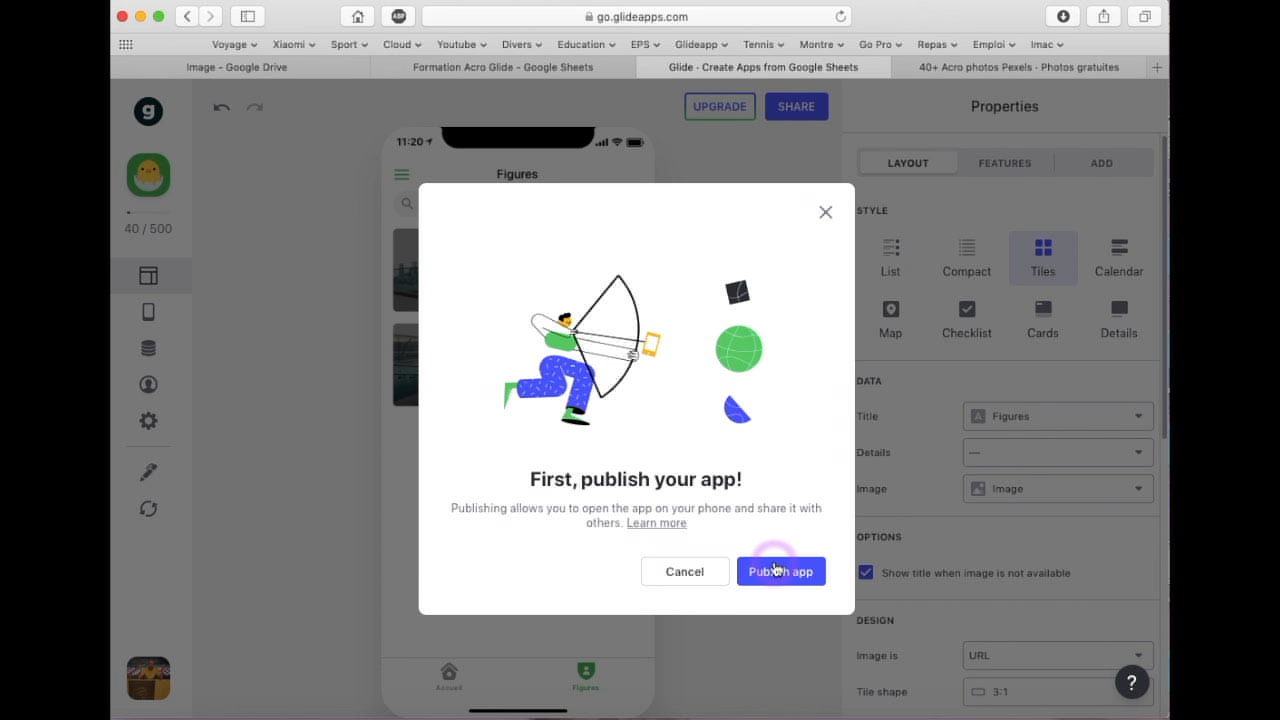 ABP
go.glideapps.com
Voyage Xiaomi Sport Cloud Youtube Divers Education EPS Glideapp Tennis Montre Go Pro Repas Emploi Imac
Image - Google Drive
Formation Acro Glide - Google Sheets
Glide · Create Apps from Google Sheets
40+ Acro photos Pexels · Photos gratuites
g
UPGRADE
SHARE
Properties
11:20
Figures
LAYOUT
FEATURES
ADD
40 / 500
STYLE
List
Compact
Tiles
Calendar
Map
Checklist
Cards
Details
DATA
Title
Figures
Details
---
Image
Image
First, publish your app!
Publishing allows you to open the app on your phone and share it with
others. Learn more
Cancel
Publish app
OPTIONS
Show title when image is not available
DESIGN
Image is
URL
Tile shape
3:1
?
Accueil
Figures